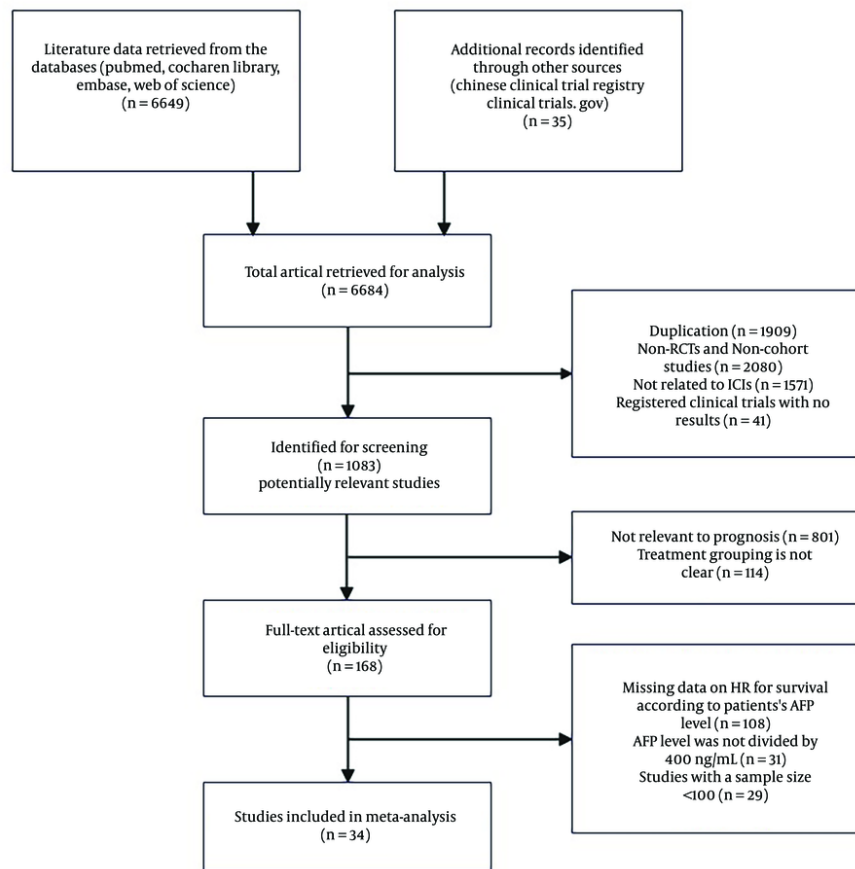 Literature data retrieved from the
databases (pubmed, cocharen library,
embase, web of science)
(n = 6649)
Additional records identified
through other sources
(chinese clinical trial registry
clinical trials. gov)
(n = 35)
Total artical retrieved for analysis
(n = 6684)
Duplication (n = 1909)
Non-RCTs and Non-cohort
studies (n = 2080)
Not related to ICIs (n = 1571)
Registered clinical trials with no
results (n = 41)
Identified for screening
(n = 1083)
potentially relevant studies
Not relevant to prognosis (n = 801)
Treatment grouping is not
clear (n = 114)
Full-text artical assessed for
eligibility
(n = 168)
Missing data on HR for survival
according to patients's AFP
level (n = 108)
AFP level was not divided by
400 ng/mL (n = 31)
Studies with a sample size
<100 (n = 29)
Studies included in meta-analysis
(n = 34)